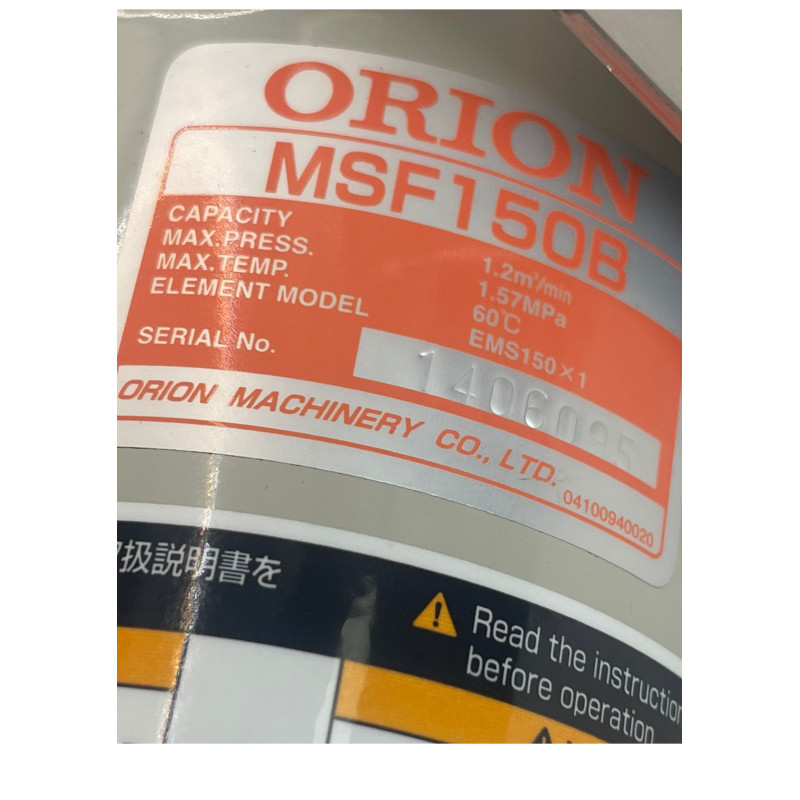 ORION
MSF150B
CAPACITY 1.2m³/min
MAX.PRESS. 1.57MPa
MAX.TEMP. 60℃
ELEMENT MODEL EMS150×1
SERIAL No. 1406095
ORION MACHINERY CO., LTD.
04100940020
扱説明書を
Read the instruction
before operation